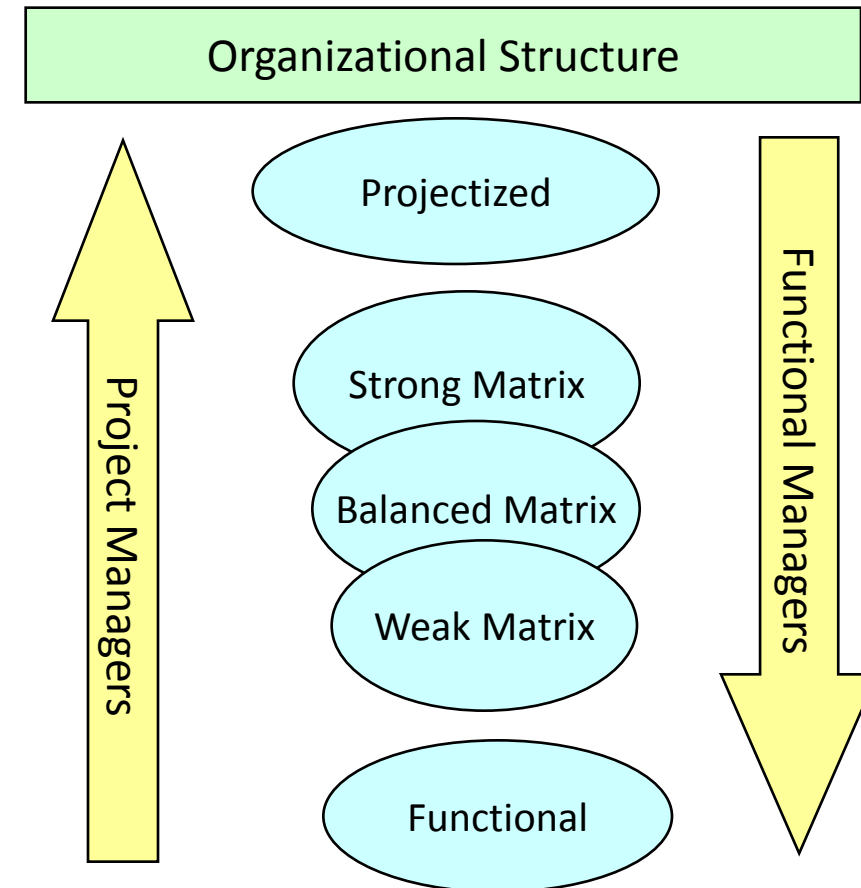 Organizational Structure
Projectized
Strong Matrix
Balanced Matrix
Weak Matrix
Functional
Project Managers
Functional Managers